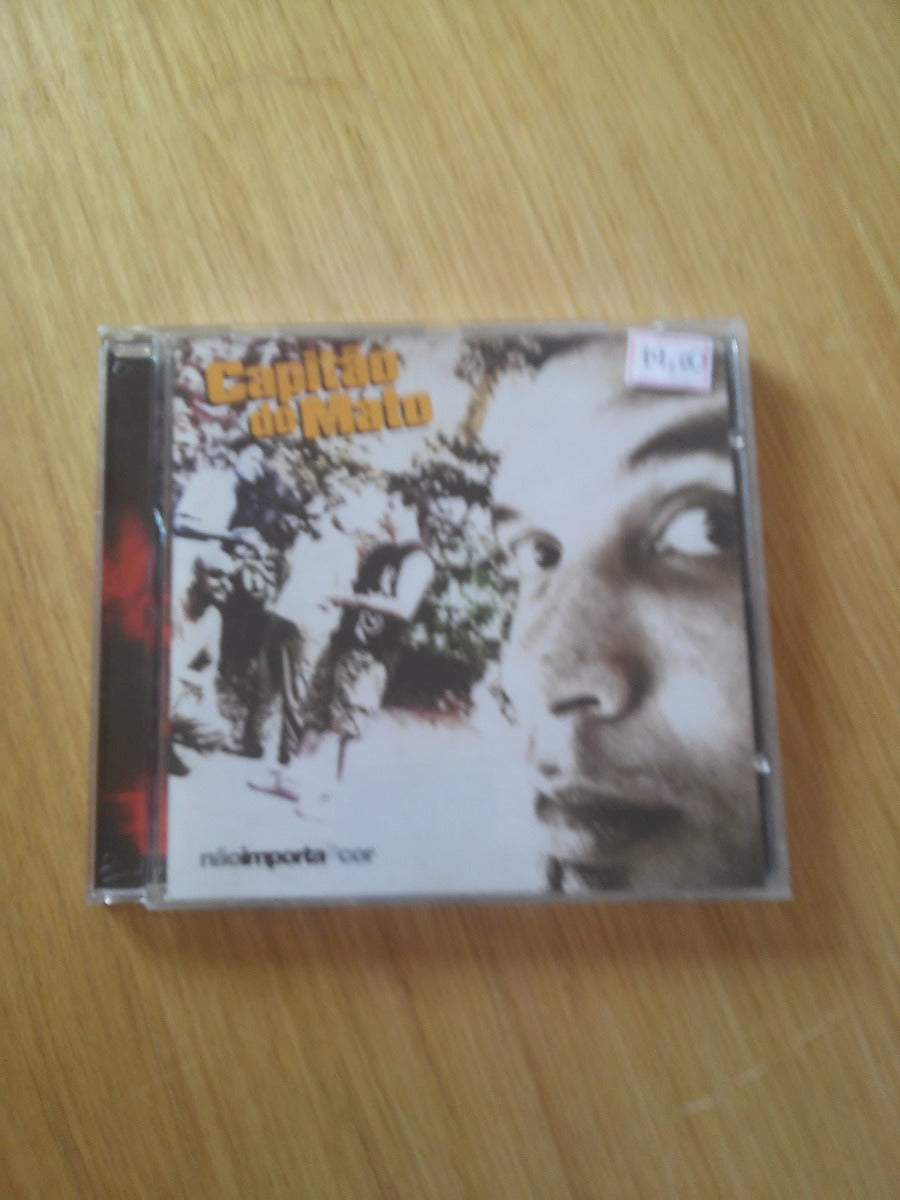 Capitão
do Mato
nãoimporta a cor